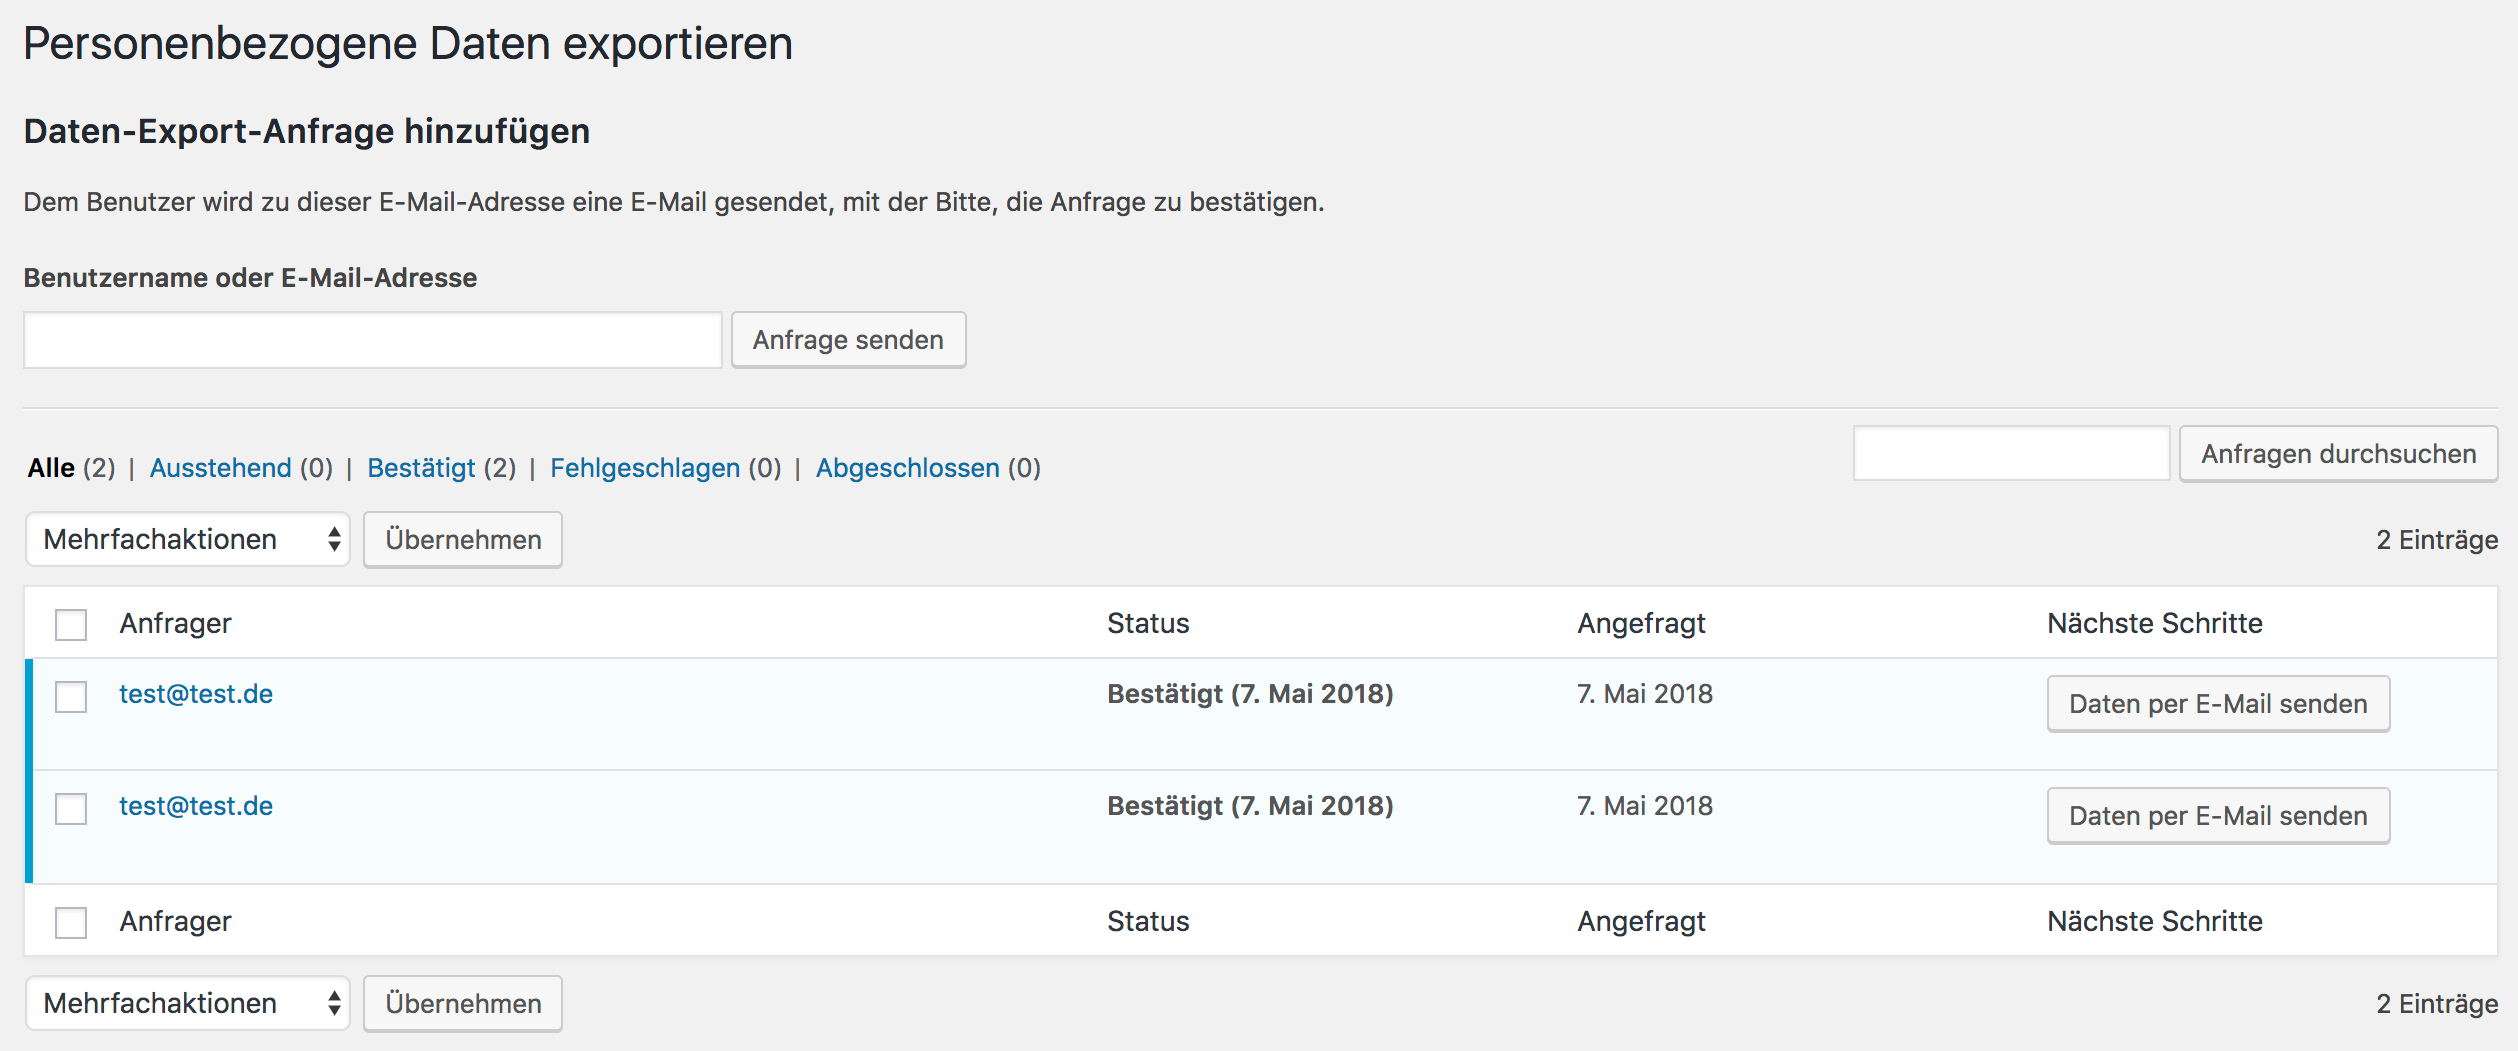 Personenbezogene Daten exportieren
Daten-Export-Anfrage hinzufügen
Dem Benutzer wird zu dieser E-Mail-Adresse eine E-Mail gesendet, mit der Bitte, die Anfrage zu bestätigen.
Benutzername oder E-Mail-Adresse
Anfrage senden
Alle (2) | Ausstehend (0) | Bestätigt (2) | Fehlgeschlagen (0) | Abgeschlossen (0) Anfragen durchsuchen
Mehrfachaktionen Übernehmen 2 Einträge
Anfrager Status Angefragt Nächste Schritte
test@test.de Bestätigt (7. Mai 2018) 7. Mai 2018 Daten per E-Mail senden
test@test.de Bestätigt (7. Mai 2018) 7. Mai 2018 Daten per E-Mail senden
Anfrager Status Angefragt Nächste Schritte
Mehrfachaktionen Übernehmen 2 Einträge